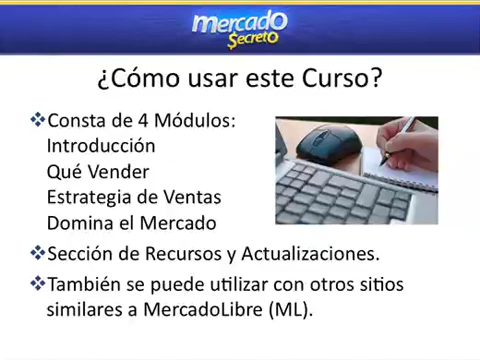 mercado
$ecreto
¿Cómo usar este Curso?
❖Consta de 4 Módulos:
Introducción
Qué Vender
Estrategia de Ventas
Domina el Mercado
❖Sección de Recursos y Actualizaciones.
❖También se puede utilizar con otros sitios
similares a MercadoLibre (ML).